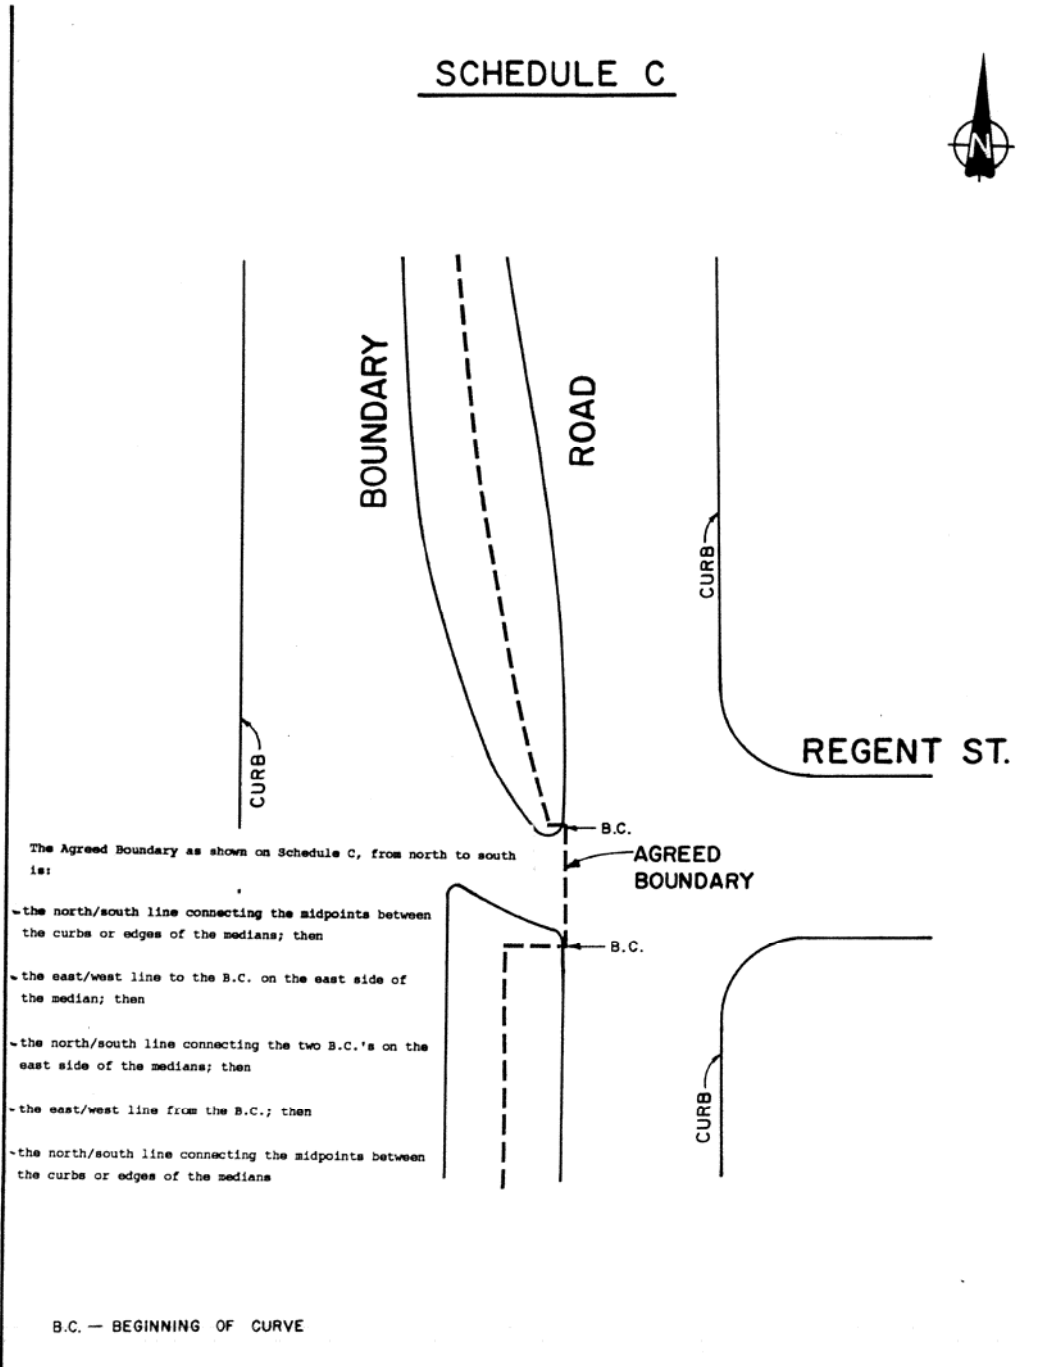 SCHEDULE C
N
BOUNDARY
ROAD
CURB
REGENT ST.
CURB
B.C.
AGREED
BOUNDARY
The Agreed Boundary as shown on Schedule C, from north to south
is:
-the north/south line connecting the midpoints between
the curbs or edges of the medians; then
B.C.
-the east/west line to the B.C. on the east side of
the median; then
-the north/south line connecting the two B.C.'s on the
east side of the medians; then
CURB
-the east/west line from the B.C.; then
-the north/south line connecting the midpoints between
the curbs or edges of the medians
B.C. — BEGINNING OF CURVE